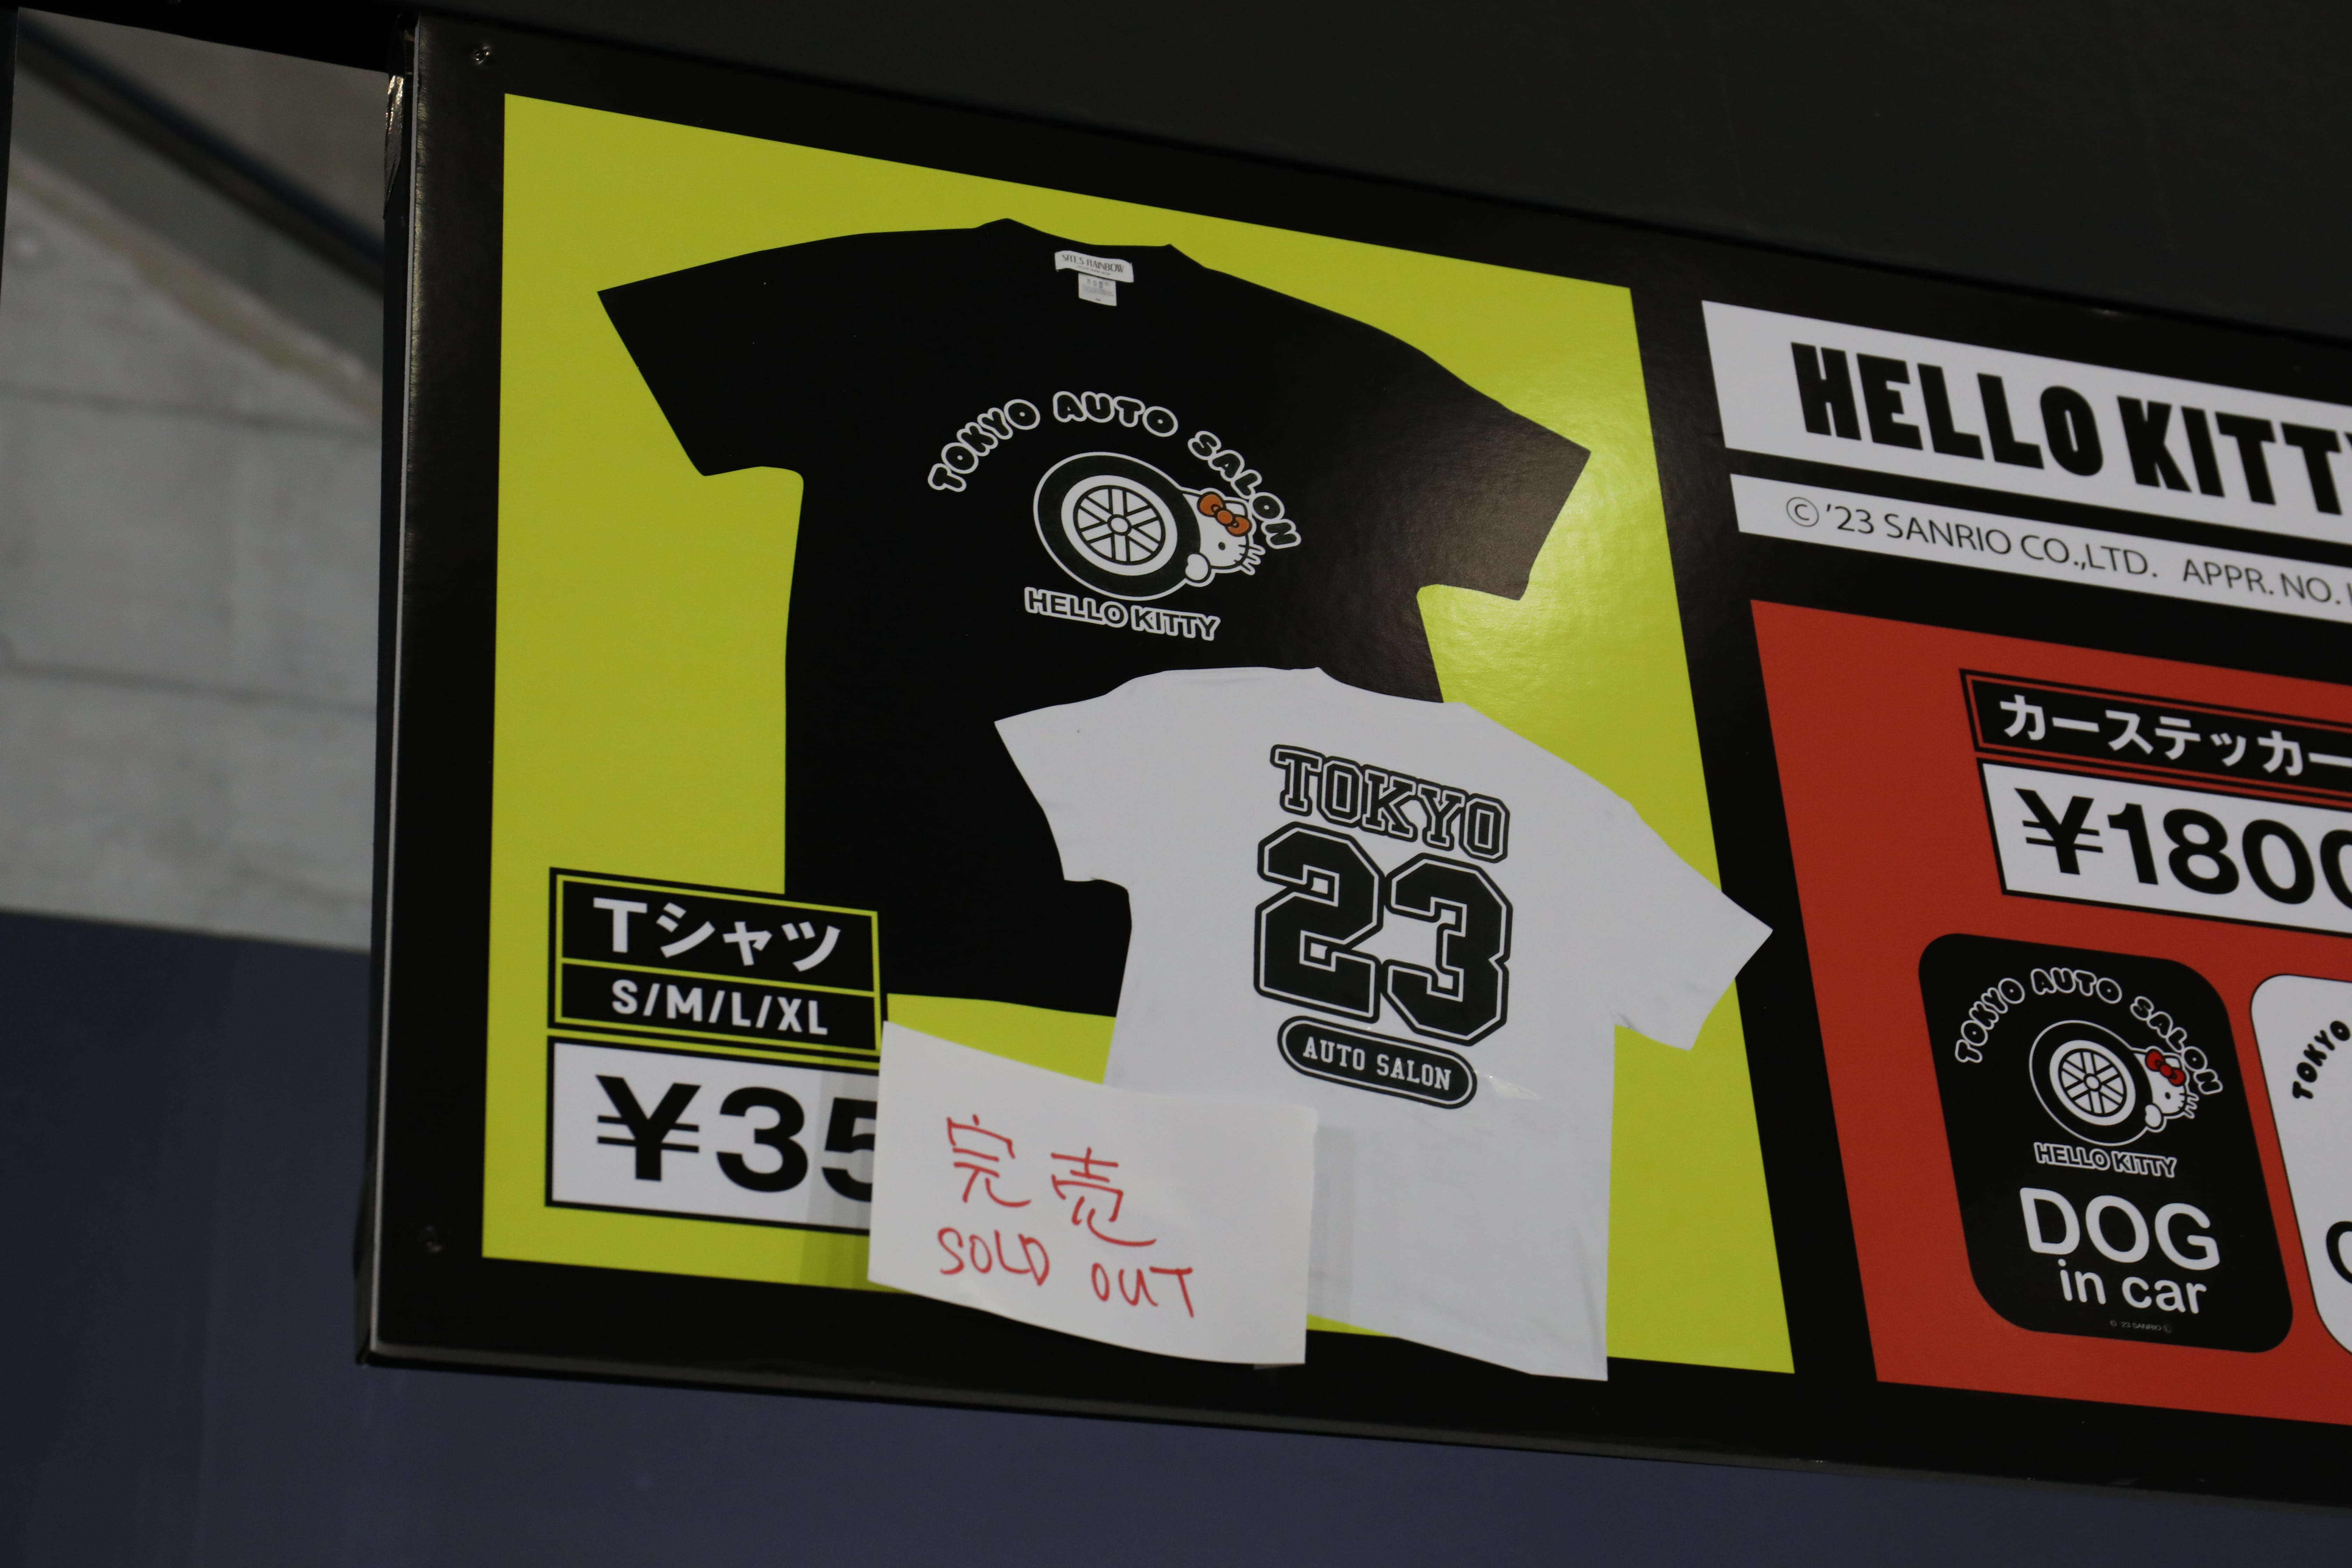 TOKYO AUTO SALON
HELLO KITTY
TOKYO
23
AUTO SALON
Tシャツ
S/M/L/XL
¥35
完売
SOLD OUT
HELLO KITTY
© '23 SANRIO CO.,LTD. APPR. NO.
カーステッカー
¥1800
TOKYO AUTO SALON
HELLO KITTY
DOG
in car
TOKYO